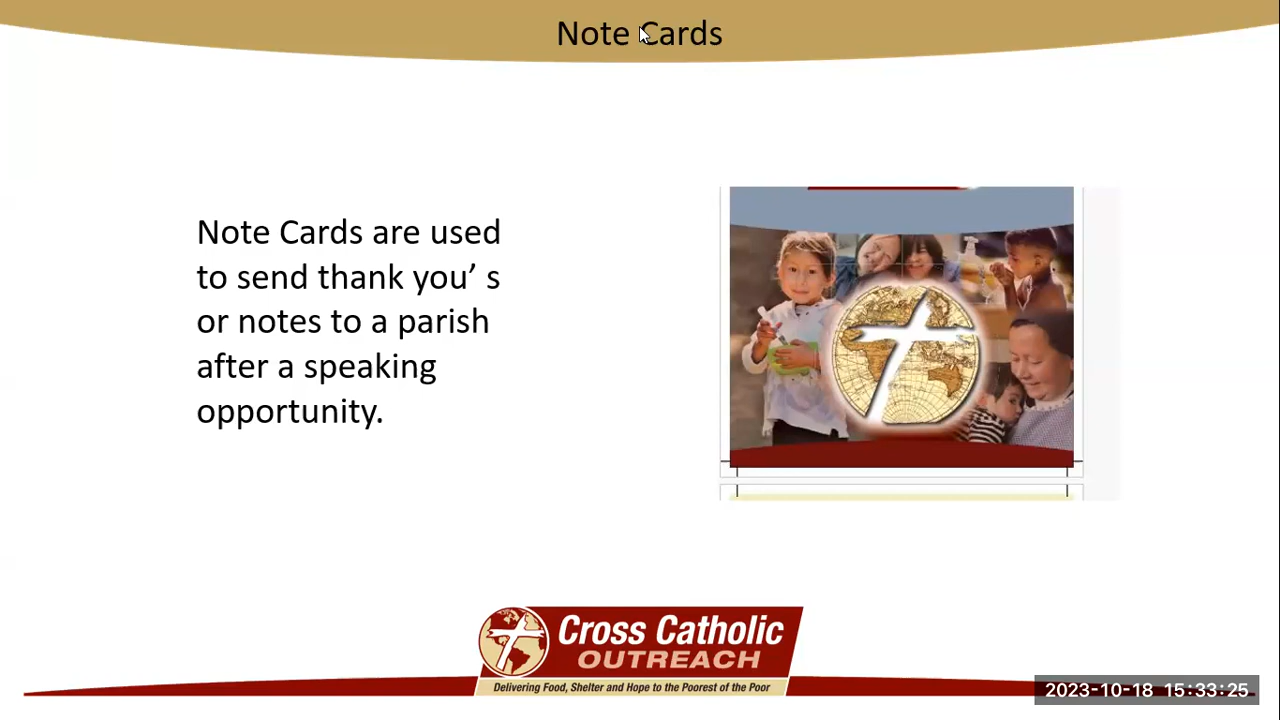 Note Cards
Note Cards are used
to send thank you’ s
or notes to a parish
after a speaking
opportunity.
Cross Catholic
OUTREACH
Delivering Food, Shelter and Hope to the Poorest of the Poor
2023-10-18 15:33:25